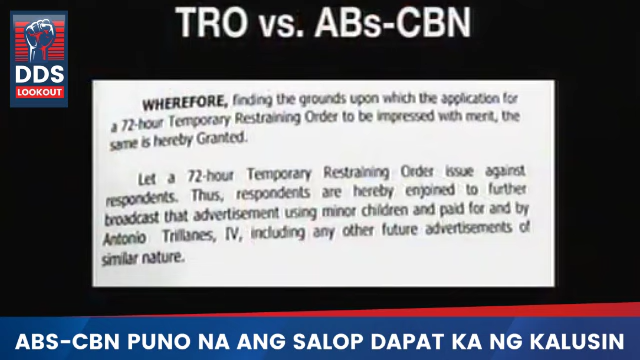 TRO vs. ABs-CBN
DDS
LOOKOUT
WHEREFORE, finding the grounds upon which the application for
a 72-hour Temporary Restraining Order to be impressed with merit, the
same is hereby Granted.
Let a 72-hour Temporary Restraining Order issue against
respondents. Thus, respondents are hereby enjoined to further
broadcast that advertisement using minor children and paid for and by
Antonio Trillanes, IV, including any other future advertisements of
similar nature.
ABS-CBN PUNO NA ANG SALOP DAPAT KA NG KALUSIN